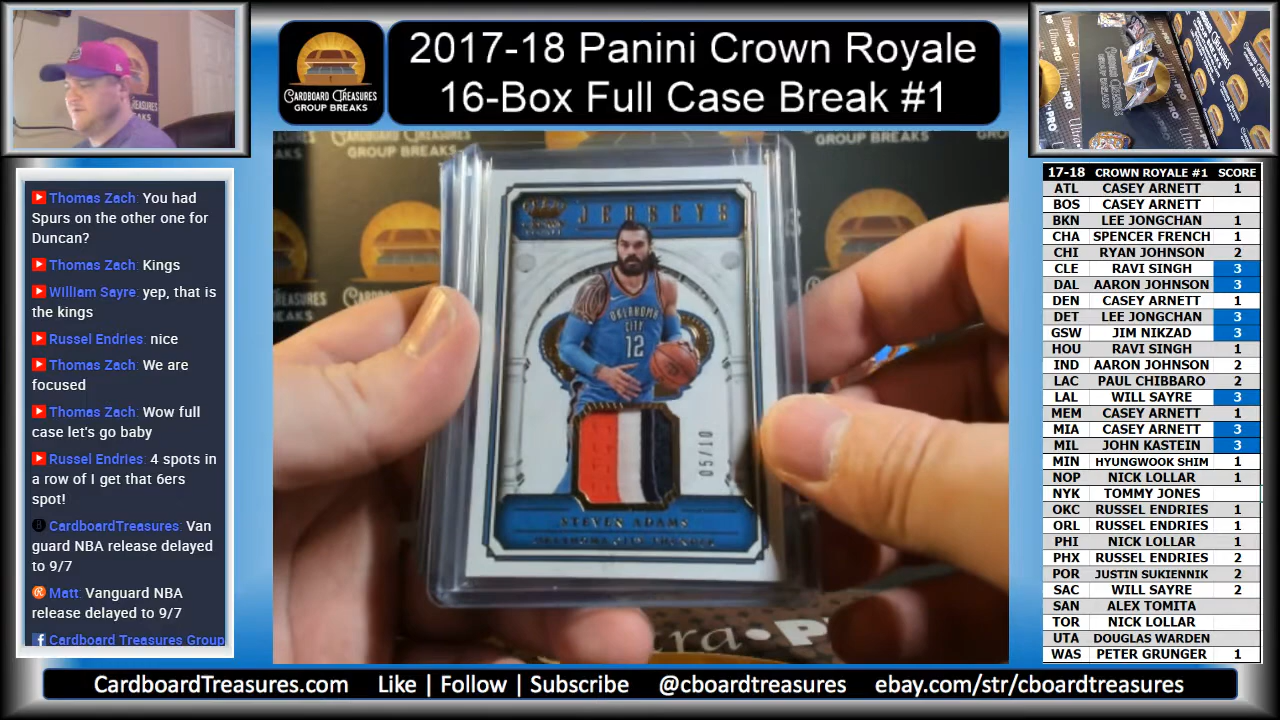 2017-18 Panini Crown Royale
16-Box Full Case Break #1
CARDBOARD TREASURES
GROUP BREAKS
Thomas Zach: You had
Spurs on the other one for
Duncan?
Thomas Zach: Kings
William Sayre: yep, that is
the kings
Russel Endries: nice
Thomas Zach: We are
focused
Thomas Zach: Wow full
case let's go baby
Russel Endries: 4 spots in
a row of I get that 6ers
spot!
CardboardTreasures: Van
guard NBA release delayed
to 9/7
Matt: Vanguard NBA
release delayed to 9/7
Cardboard Treasures Group
GROUP BREAKS
JERSEYS
OKLAHOMA
CITY
12
05/10
STEVEN ADAMS
OKLAHOMA CITY THUNDER
17-18 CROWN ROYALE #1 SCORE
ATL CASEY ARNETT 1
BOS CASEY ARNETT
BKN LEE JONGCHAN 1
CHA SPENCER FRENCH 1
CHI RYAN JOHNSON 2
CLE RAVI SINGH 3
DAL AARON JOHNSON 3
DEN CASEY ARNETT 1
DET LEE JONGCHAN 3
GSW JIM NIKZAD 3
HOU RAVI SINGH 1
IND AARON JOHNSON 2
LAC PAUL CHIBBARO 2
LAL WILL SAYRE 3
MEM CASEY ARNETT 1
MIA CASEY ARNETT 3
MIL JOHN KASTEIN 3
MIN HYUNGWOOK SHIM 1
NOP NICK LOLLAR 1
NYK TOMMY JONES
OKC RUSSEL ENDRIES 1
ORL RUSSEL ENDRIES 1
PHI NICK LOLLAR 1
PHX RUSSEL ENDRIES 2
POR JUSTIN SUKIENNIK 2
SAC WILL SAYRE 2
SAN ALEX TOMITA
TOR NICK LOLLAR
UTA DOUGLAS WARDEN
WAS PETER GRUNGER 1
CardboardTreasures.com Like | Follow | Subscribe @cboardtreasures ebay.com/str/cboardtreasures